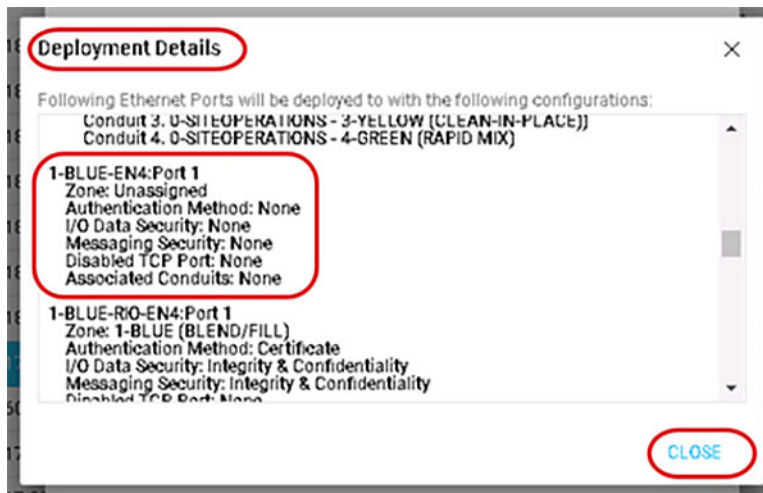 Deployment Details
Following Ethernet Ports will be deployed to with the following configurations:
Conduit 3. 0-SITEOPERATIONS - 3-YELLOW (CLEAN-IN-PLACE))
Conduit 4. 0-SITEOPERATIONS - 4-GREEN (RAPID MIX)
1-BLUE-EN4:Port 1
Zone: Unassigned
Authentication Method: None
I/O Data Security: None
Messaging Security: None
Disabled TCP Port: None
Associated Conduits: None
1-BLUE-RIO-EN4:Port 1
Zone: 1-BLUE (BLEND/FILL)
Authentication Method: Certificate
I/O Data Security: Integrity & Confidentiality
Messaging Security: Integrity & Confidentiality
Disabled TCP Port: None
CLOSE